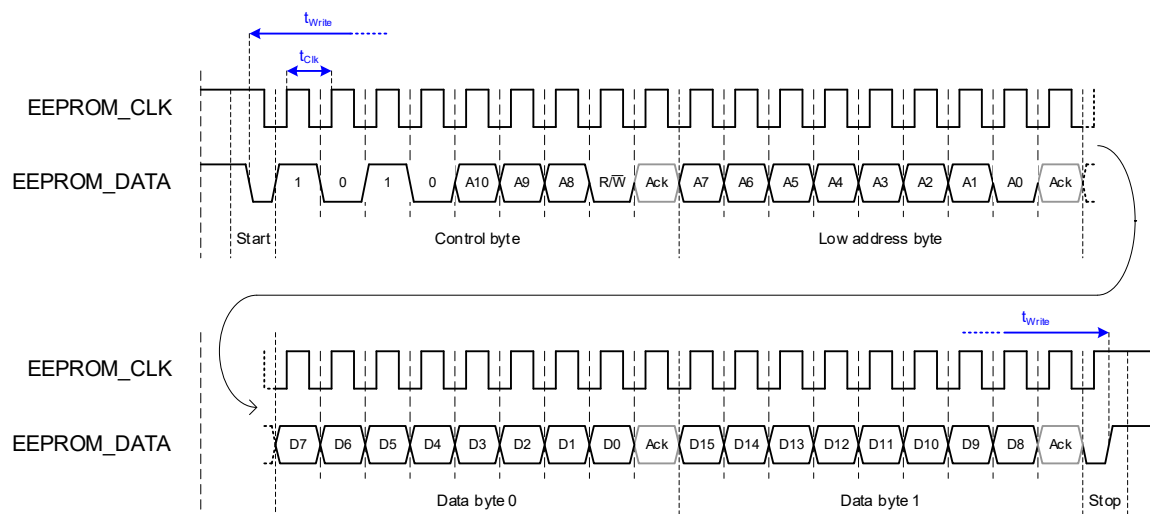 tWrite
tClk
EEPROM_CLK
EEPROM_DATA
1 0 1 0 A10 A9 A8 R/W̅ Ack A7 A6 A5 A4 A3 A2 A1 A0 Ack
Start Control byte Low address byte
tWrite
EEPROM_CLK
EEPROM_DATA
D7 D6 D5 D4 D3 D2 D1 D0 Ack D15 D14 D13 D12 D11 D10 D9 D8 Ack
Data byte 0 Data byte 1 Stop